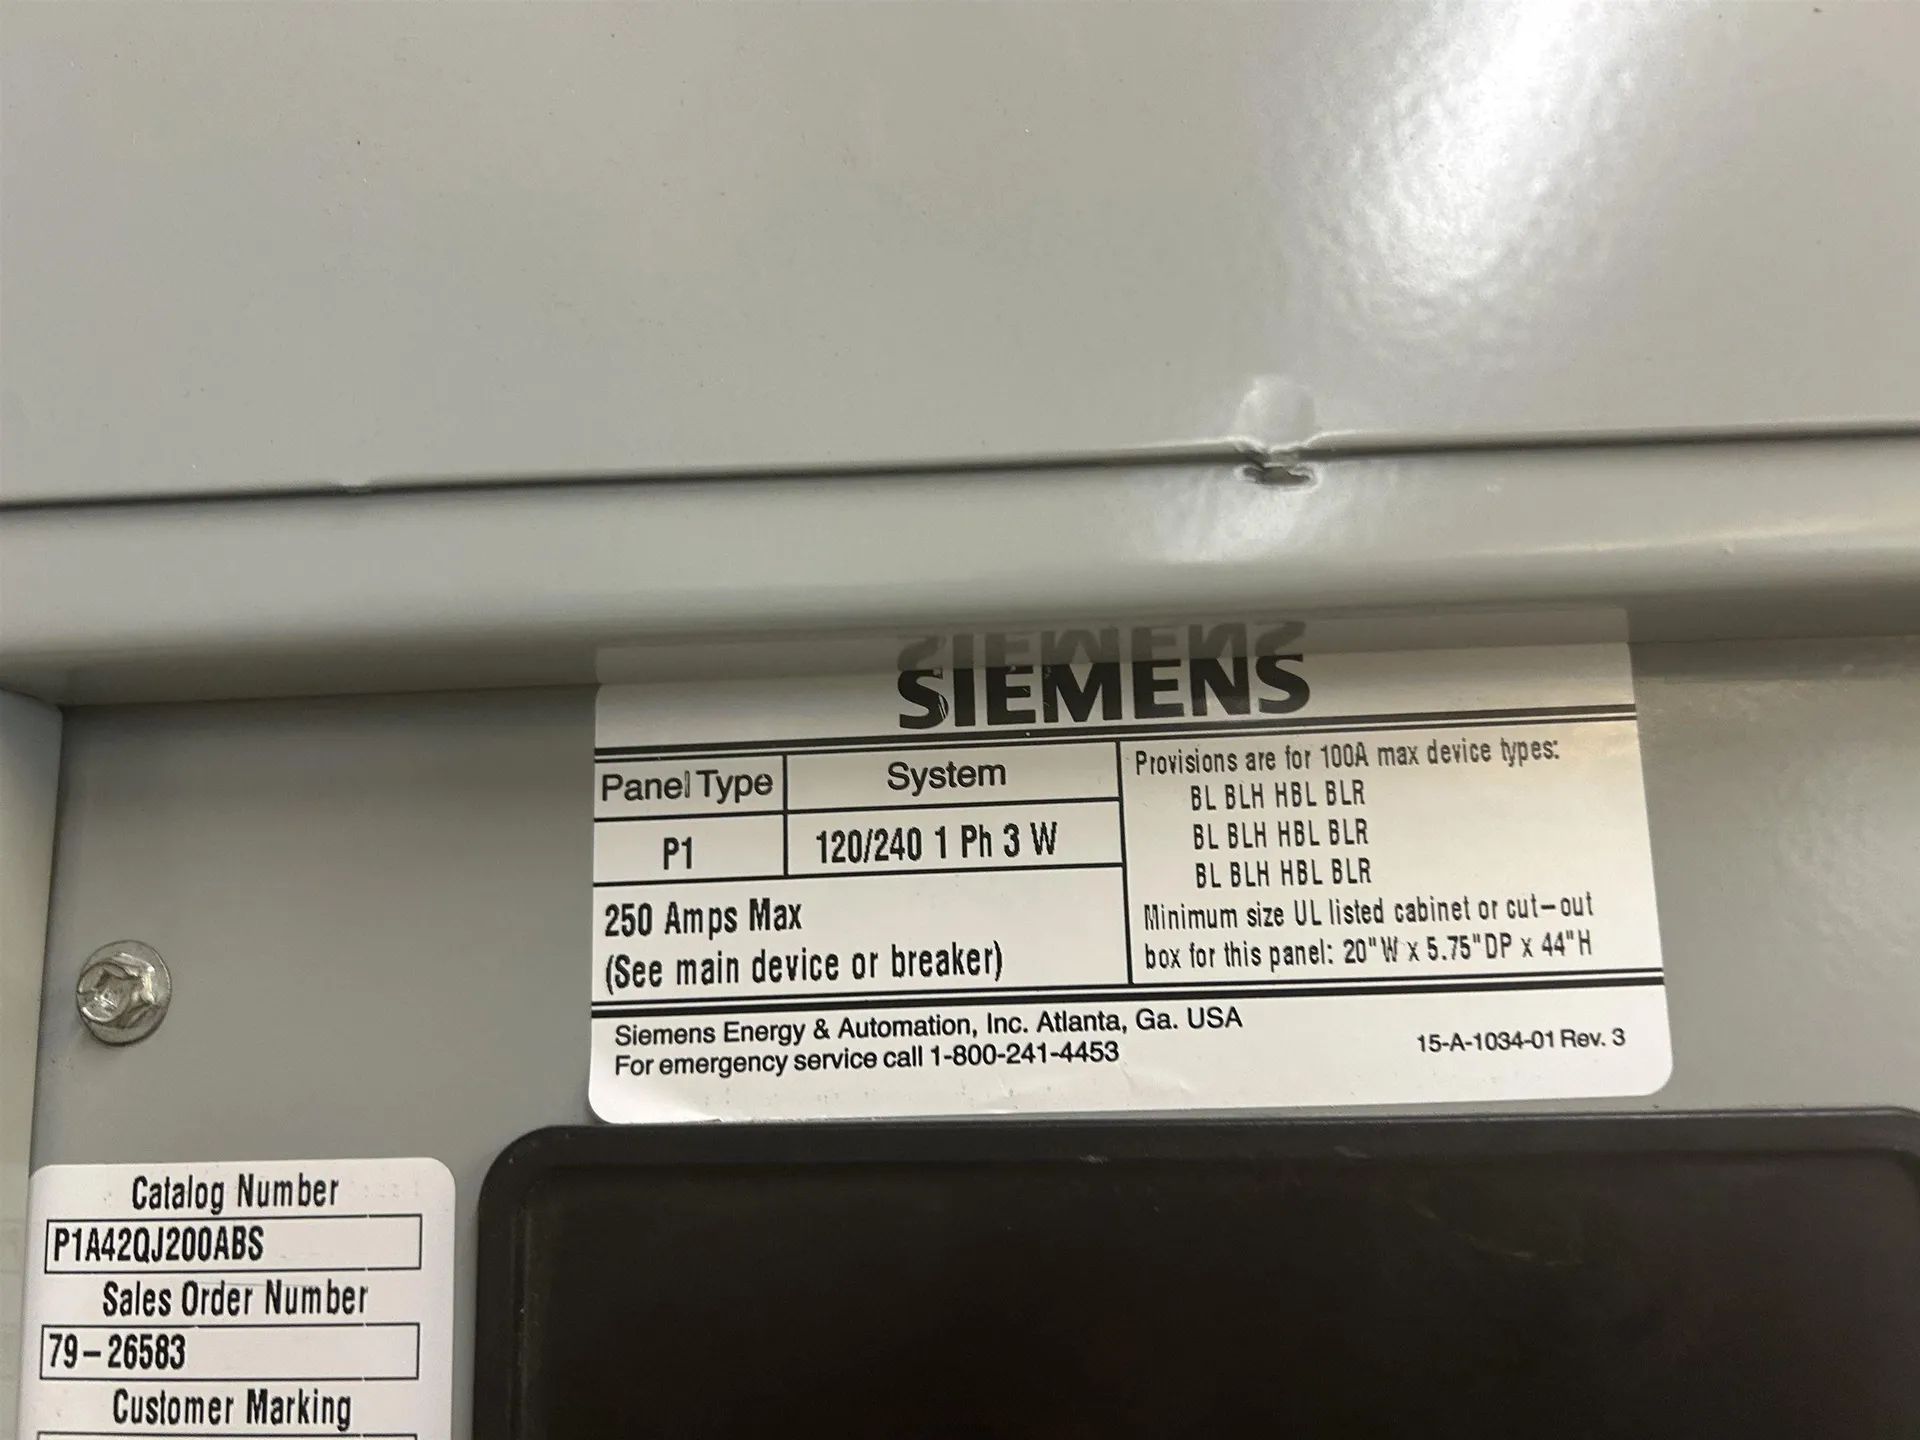 SIEMENS
Panel Type
System
P1
120/240 1 Ph 3 W
250 Amps Max
(See main device or breaker)
Provisions are for 100A max device types:
BL BLH HBL BLR
BL BLH HBL BLR
BL BLH HBL BLR
Minimum size UL listed cabinet or cut-out
box for this panel: 20"W x 5.75"DP x 44"H
Siemens Energy & Automation, Inc. Atlanta, Ga. USA
For emergency service call 1-800-241-4453
15-A-1034-01 Rev. 3
Catalog Number
P1A42QJ200ABS
Sales Order Number
79-26583
Customer Marking